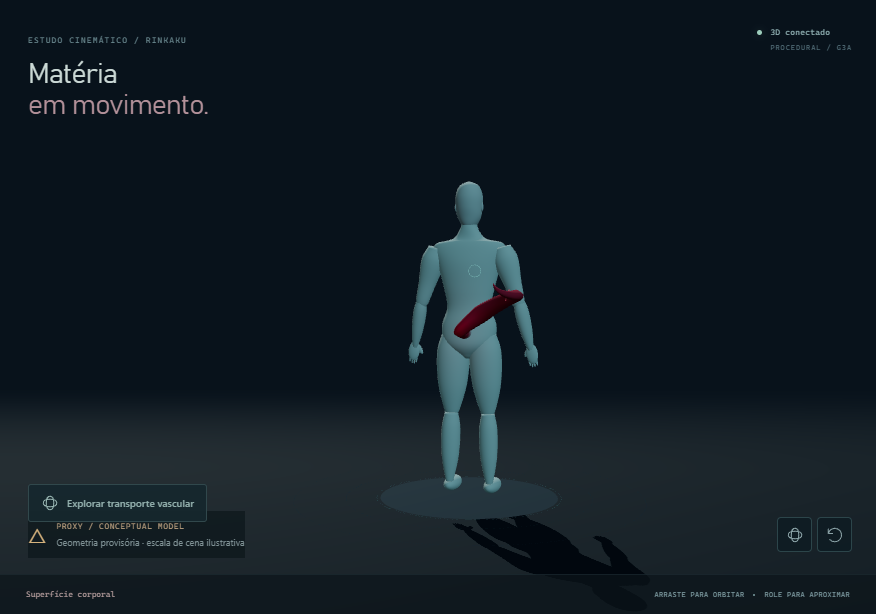 ESTUDO CINEMÁTICO / RINKAKU
Matéria
em movimento.
3D conectado
PROCEDURAL / G3A
Explorar transporte vascular
PROXY / CONCEPTUAL MODEL
Geometria provisória · escala de cena ilustrativa
Superfície corporal
ARRASTE PARA ORBITAR • ROLE PARA APROXIMAR